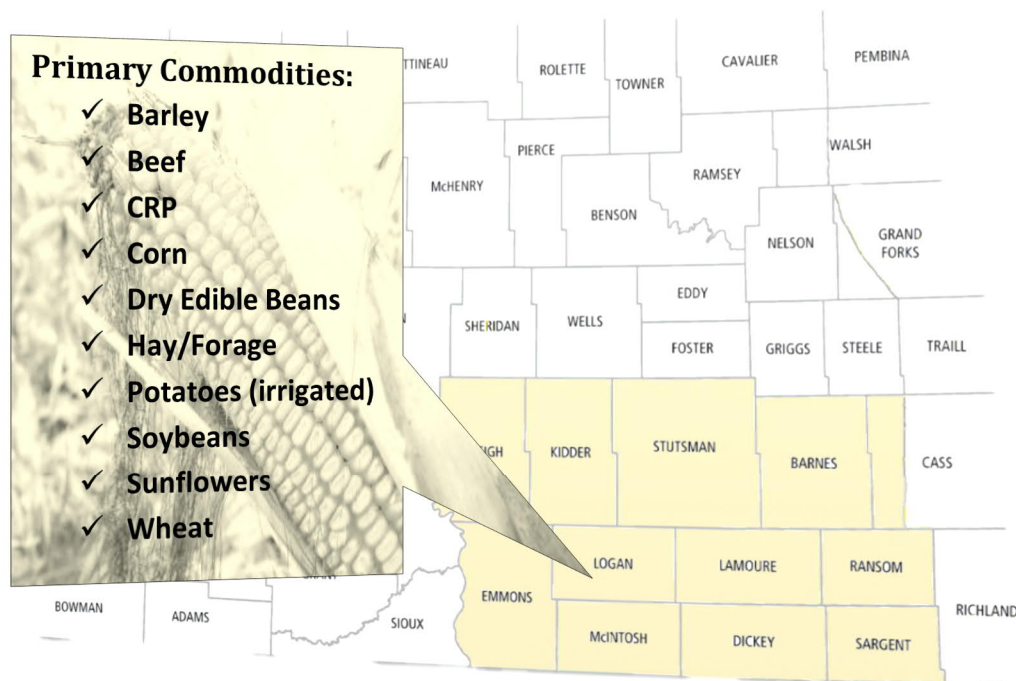 Primary Commodities:
✓ Barley
✓ Beef
✓ CRP
✓ Corn
✓ Dry Edible Beans
✓ Hay/Forage
✓ Potatoes (irrigated)
✓ Soybeans
✓ Sunflowers
✓ Wheat
TTINEAU
ROLETTE
TOWNER
CAVALIER
PEMBINA
McHENRY
PIERCE
BENSON
RAMSEY
WALSH
NELSON
GRAND
FORKS
SHERIDAN
WELLS
EDDY
FOSTER
GRIGGS
STEELE
TRAILL
IGH
KIDDER
STUTSMAN
BARNES
CASS
EMMONS
LOGAN
LAMOURE
RANSOM
RICHLAND
McINTOSH
DICKEY
SARGENT
BOWMAN
ADAMS
SIOUX